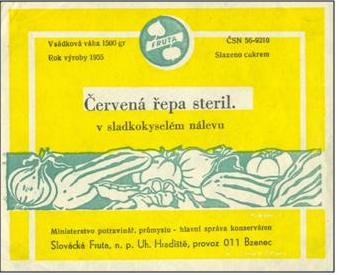 Vsádková váha 1500 gr
Rok výroby 1955
FRUTA
ČSN 56-9210
Slazeno cukrem
Červená řepa steril.
v sladkokyselém nálevu
Ministerstvo potravinář. průmyslu - hlavní správa konserváren
Slovácká Fruta, n. p. Uh. Hradiště, provoz 011 Bzenec